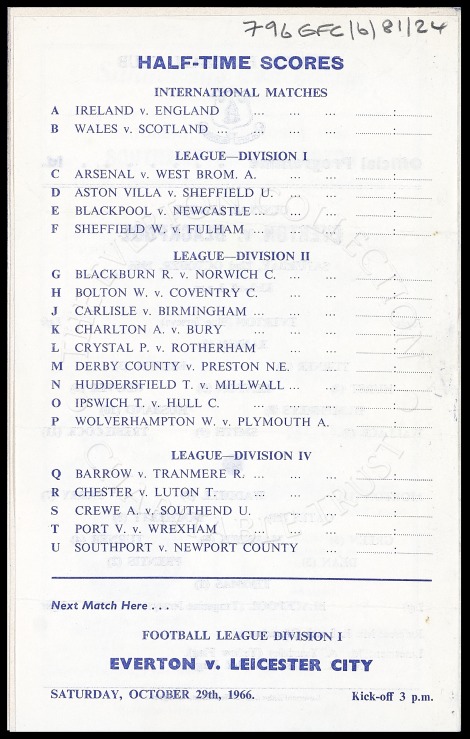 796 GFC/6/81/24
HALF-TIME SCORES
INTERNATIONAL MATCHES
A IRELAND v. ENGLAND ... ... ... :
B WALES v. SCOTLAND ... ... ... ... :
LEAGUE—DIVISION I
C ARSENAL v. WEST BROM. A. ... ... :
D ASTON VILLA v. SHEFFIELD U. ... ... :
E BLACKPOOL v. NEWCASTLE ... ... ... :
F SHEFFIELD W. v. FULHAM ... ... ... :
LEAGUE—DIVISION II
G BLACKBURN R. v. NORWICH C. ... ... :
H BOLTON W. v. COVENTRY C. ... ... :
J CARLISLE v. BIRMINGHAM ... ... ... :
K CHARLTON A. v. BURY ... ... ... :
L CRYSTAL P. v. ROTHERHAM ... ... :
M DERBY COUNTY v. PRESTON N.E. ... :
N HUDDERSFIELD T. v. MILLWALL ... ... :
O IPSWICH T. v. HULL C. ... ... ... :
P WOLVERHAMPTON W. v. PLYMOUTH A. :
LEAGUE—DIVISION IV
Q BARROW v. TRANMERE R. ... ... ... :
R CHESTER v. LUTON T. ... ... ... :
S CREWE A. v. SOUTHEND U. ... ... :
T PORT V. v. WREXHAM ... ... ... :
U SOUTHPORT v. NEWPORT COUNTY ... :
Next Match Here . . . .
FOOTBALL LEAGUE DIVISION I
EVERTON v. LEICESTER CITY
SATURDAY, OCTOBER 29th, 1966. Kick-off 3 p.m.